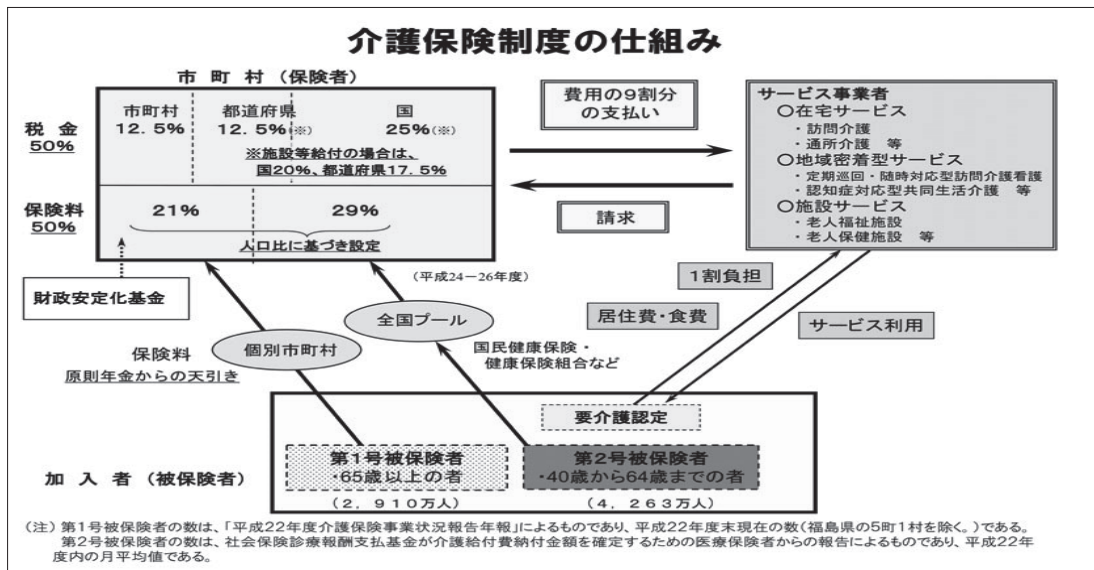 介護保険制度の仕組み
市 町 村（保険者）
税 金
50%
市町村
12．5%
都道府県
12．5%(※)
国
25%(※)
※施設等給付の場合は、
国20%、都道府県17．5%
保険料
50%
21%
29%
人口比に基づき設定
財政安定化基金
(平成24－26年度)
費用の9割分
の支払い
請求
サービス事業者
○在宅サービス
・訪問介護
・通所介護　等
○地域密着型サービス
・定期巡回・随時対応型訪問介護看護
・認知症対応型共同生活介護　等
○施設サービス
・老人福祉施設
・老人保健施設　等
1割負担
居住費・食費
サービス利用
全国プール
個別市町村
保険料
原則年金からの天引き
国民健康保険・
健康保険組合など
要介護認定
加 入 者（被保険者）
第1号被保険者
・65歳以上の者
(2，910万人)
第2号被保険者
・40歳から64歳までの者
(4，263万人)
（注）第1号被保険者の数は、「平成22年度介護保険事業状況報告年報」によるものであり、平成22年度末現在の数（福島県の5町1村を除く。）である。
第2号被保険者の数は、社会保険診療報酬支払基金が介護給付費納付金額を確定するための医療保険者からの報告によるものであり、平成22年
度内の月平均値である。